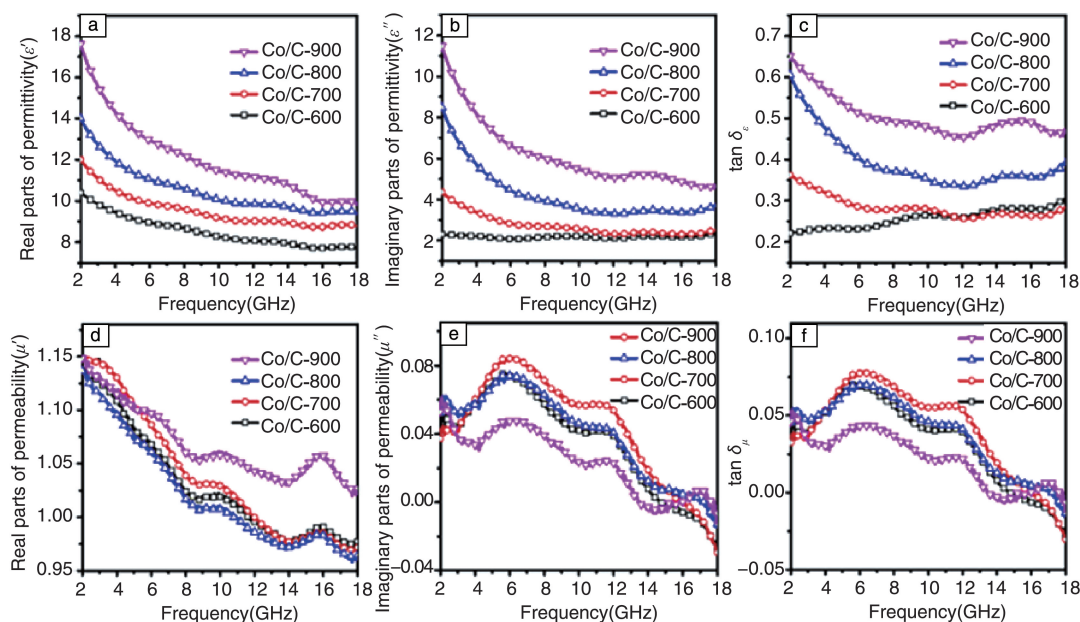 a
Real parts of permittivity(ε′)
18
16
14
12
10
8
Co/C-900
Co/C-800
Co/C-700
Co/C-600
2 4 6 8 10 12 14 16 18
Frequency(GHz)
b
Imaginary parts of permittivity(ε″)
12
10
8
6
4
2
Co/C-900
Co/C-800
Co/C-700
Co/C-600
2 4 6 8 10 12 14 16 18
Frequency(GHz)
c
tan δε
0.7
0.6
0.5
0.4
0.3
0.2
Co/C-900
Co/C-800
Co/C-700
Co/C-600
2 4 6 8 10 12 14 16 18
Frequency(GHz)
d
Real parts of permeability(μ′)
1.15
1.10
1.05
1.00
0.95
Co/C-900
Co/C-800
Co/C-700
Co/C-600
2 4 6 8 10 12 14 16 18
Frequency(GHz)
e
Imaginary parts of permeability(μ″)
0.08
0.04
0.00
−0.04
Co/C-900
Co/C-800
Co/C-700
Co/C-600
2 4 6 8 10 12 14 16 18
Frequency(GHz)
f
tan δμ
0.10
0.05
0.00
−0.05
Co/C-900
Co/C-800
Co/C-700
Co/C-600
2 4 6 8 10 12 14 16 18
Frequency(GHz)